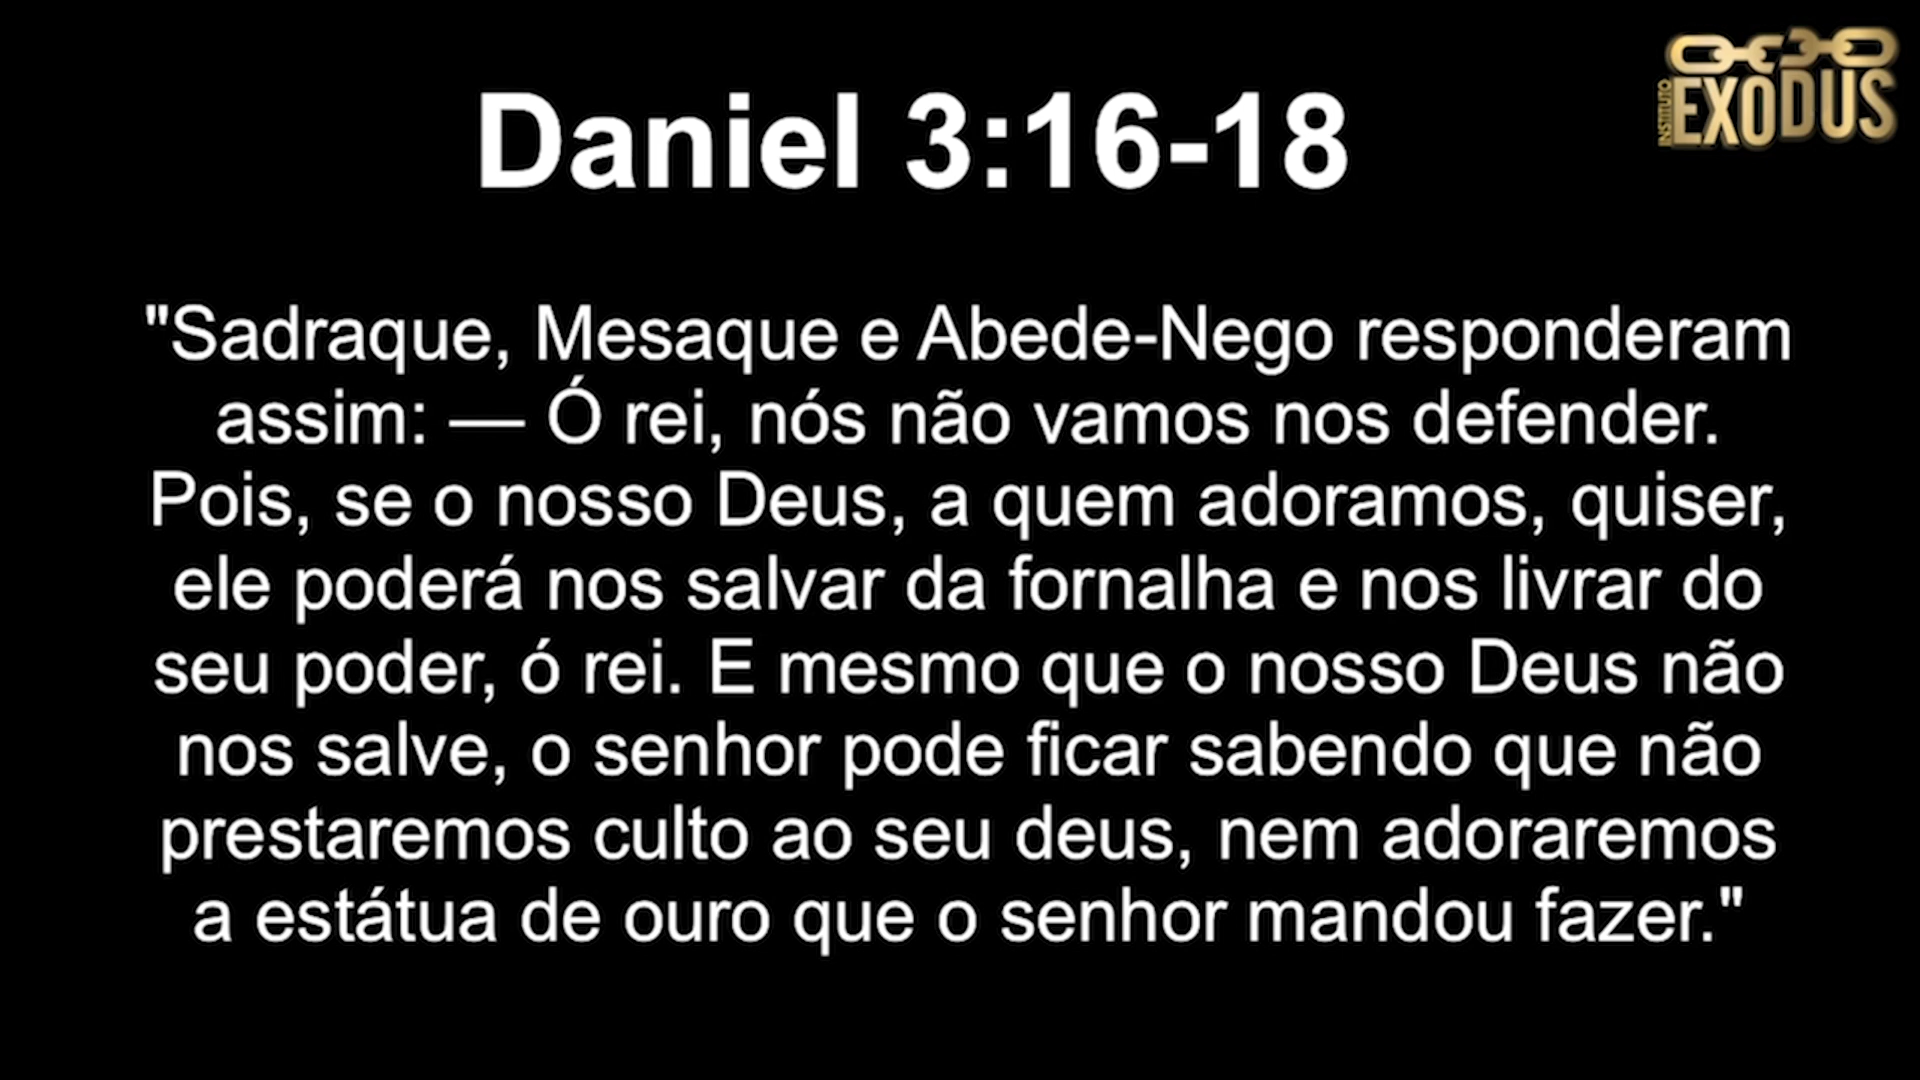 Daniel 3:16-18
INSTITUTO
EXODUS
"Sadraque, Mesaque e Abede-Nego responderam
assim: — Ó rei, nós não vamos nos defender.
Pois, se o nosso Deus, a quem adoramos, quiser,
ele poderá nos salvar da fornalha e nos livrar do
seu poder, ó rei. E mesmo que o nosso Deus não
nos salve, o senhor pode ficar sabendo que não
prestaremos culto ao seu deus, nem adoraremos
a estátua de ouro que o senhor mandou fazer."